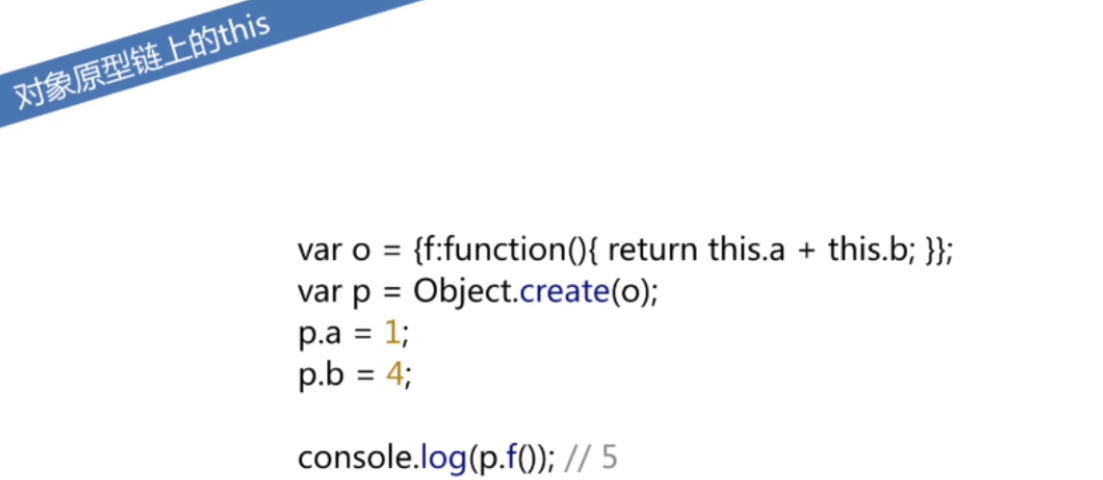 对象原型链上的this
var o = {f:function(){ return this.a + this.b; }};
var p = Object.create(o);
p.a = 1;
p.b = 4;
console.log(p.f()); // 5